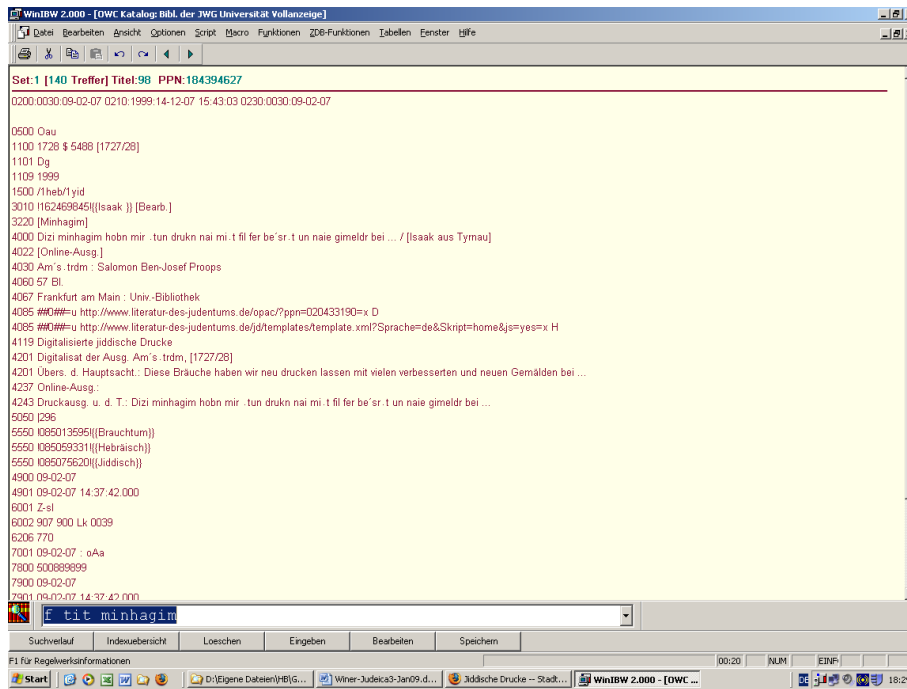 WinIBW 2.000 - [OWC Katalog: Bibl. der JWG Universität Vollanzeige]
Datei Bearbeiten Ansicht Optionen Script Macro Funktionen ZDB-Funktionen Tabellen Fenster Hilfe
Set:1 [140 Treffer] Titel:98 PPN:184394627
0200:0030:09-02-07 0210:1999:14-12-07 15:43:03 0230:0030:09-02-07
0500 Oau
1100 1728 $ 5488 [1727/28]
1101 Dg
1109 1999
1500 /1heb/1yid
3010 !162469845!{{Isaak }} [Bearb.]
3220 [Minhagim]
4000 Dizi minhagim hobn mir .tun drukn nai mi.t fil fer be´sr.t un naie gimeldr bei ... / [Isaak aus Tyrnau]
4022 [Online-Ausg.]
4030 Am´s.trdm : Salomon Ben-Josef Proops
4060 57 Bl.
4067 Frankfurt am Main : Univ.-Bibliothek
4085 ##0##=u http://www.literatur-des-judentums.de/opac/?ppn=020433190=x D
4085 ##0##=u http://www.literatur-des-judentums.de/jd/templates/template.xml?Sprache=de&Skript=home&js=yes=x H
4119 Digitalisierte jiddische Drucke
4201 Digitalisat der Ausg. Am´s.trdm, [1727/28]
4201 Übers. d. Hauptsacht.: Diese Bräuche haben wir neu drucken lassen mit vielen verbesserten und neuen Gemälden bei ...
4237 Online-Ausg.:
4243 Druckausg. u. d. T.: Dizi minhagim hobn mir .tun drukn nai mi.t fil fer be´sr.t un naie gimeldr bei ...
5050 |296
5550 !085013595!{{Brauchtum}}
5550 !085059331!{{Hebräisch}}
5550 !085075620!{{Jiddisch}}
4900 09-02-07
4901 09-02-07 14:37:42.000
6001 Z-sl
6002 907 900 Lk 0039
6206 770
7001 09-02-07 : oAa
7800 500889899
7900 09-02-07
7901 09-02-07 14:37:42.000
f tit minhagim
Suchverlauf Indexuebersicht Loeschen Eingeben Bearbeiten Speichern
F1 für Regelwerksinformationen 00:20 NUM EINF
Start D:\Eigene Dateien\HB\G... Winer-Judeica3-Jan09.d... Jiddische Drucke -- Stadt... WinIBW 2.000 - [OWC ... DE 18:29